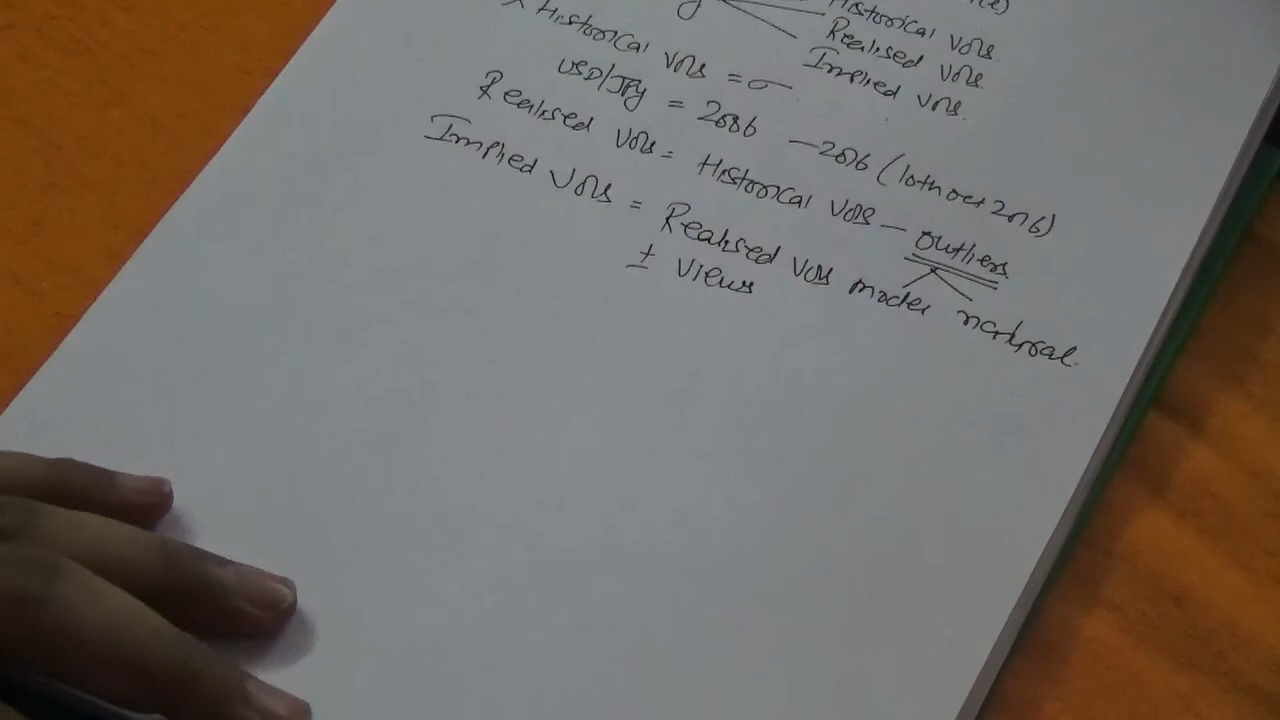 Historical Vols
Realised Vols.
Implied Vols.
Historical Vols = σ
USD/JPY = 2006 - 2016 (10th oct 2016)
Realised Vols = Historical Vols - outliers
Implied Vols = Realised Vols model
± Views